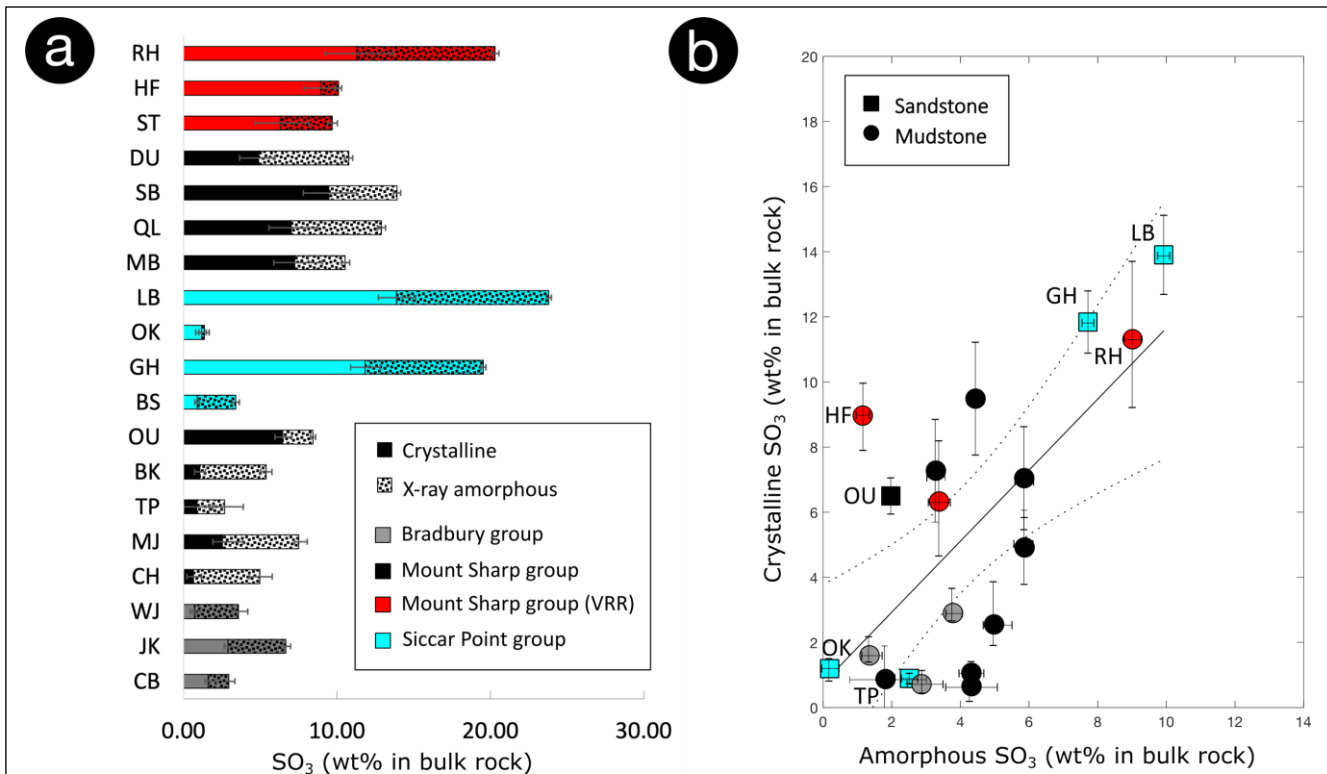 a
RH
HF
ST
DU
SB
QL
MB
LB
OK
GH
BS
OU
BK
TP
MJ
CH
WJ
JK
CB
Crystalline
X-ray amorphous
Bradbury group
Mount Sharp group
Mount Sharp group (VRR)
Siccar Point group
0.00 10.00 20.00 30.00
SO₃ (wt% in bulk rock)
b
Sandstone
Mudstone
20
18
16
14
12
10
8
6
4
2
0
LB
GH
RH
HF
OU
OK
TP
0 2 4 6 8 10 12 14
Crystalline SO₃ (wt% in bulk rock)
Amorphous SO₃ (wt% in bulk rock)